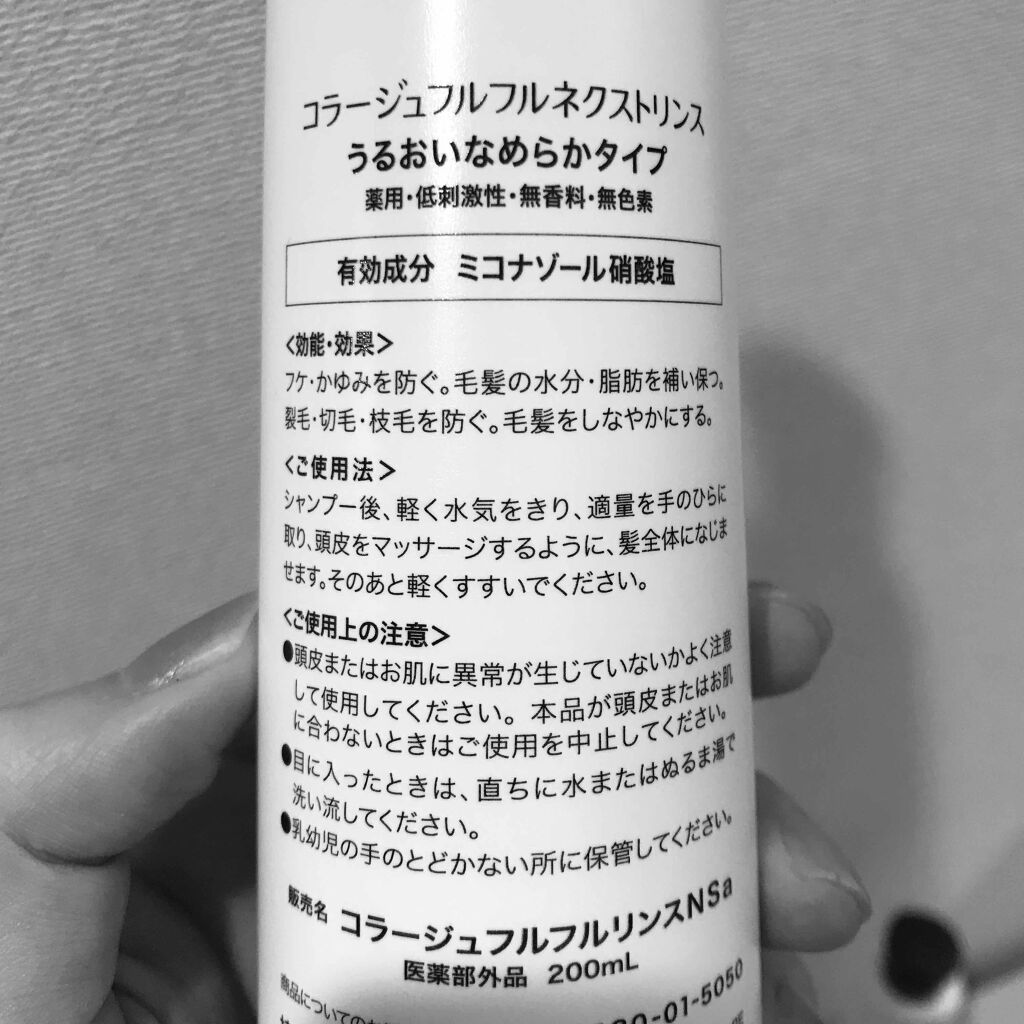 コラージュフルフルネクストリンス
うるおいなめらかタイプ
薬用・低刺激性・無香料・無色素
有効成分 ミコナゾール硝酸塩
<効能・効果>
フケ・かゆみを防ぐ。毛髪の水分・脂肪を補い保つ。
裂毛・切毛・枝毛を防ぐ。毛髪をしなやかにする。
<ご使用法>
シャンプー後、軽く水気をきり、適量を手のひらに
取り、頭皮をマッサージするように、髪全体になじま
せます。そのあと軽くすすいでください。
<ご使用上の注意>
●頭皮またはお肌に異常が生じていないかよく注意
して使用してください。本品が頭皮またはお肌
に合わないときはご使用を中止してください。
●目に入ったときは、直ちに水またはぬるま湯で
洗い流してください。
●乳幼児の手のとどかない所に保管してください。
販売名 コラージュフルフルリンスNSa
医薬部外品 200mL
商品についてのお
20-01-5050